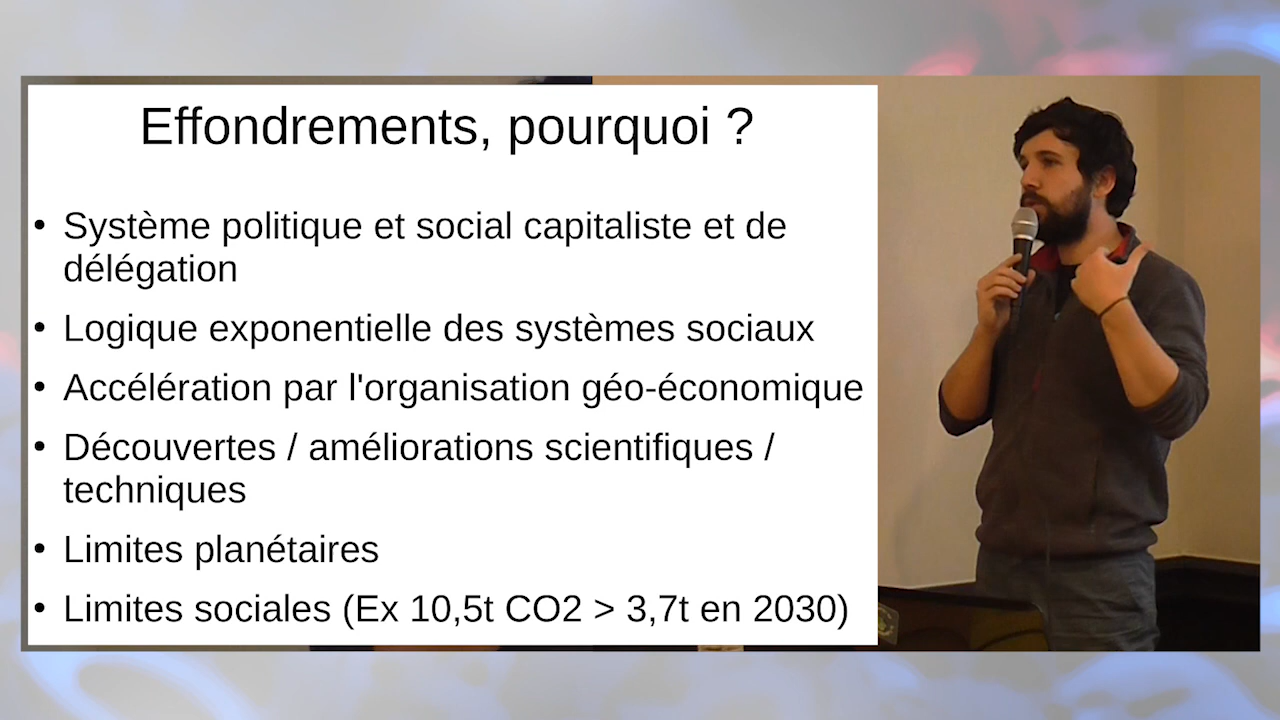 Effondrements, pourquoi ?
• Système politique et social capitaliste et de
délégation
• Logique exponentielle des systèmes sociaux
• Accélération par l'organisation géo-économique
• Découvertes / améliorations scientifiques /
techniques
• Limites planétaires
• Limites sociales (Ex 10,5t CO2 > 3,7t en 2030)